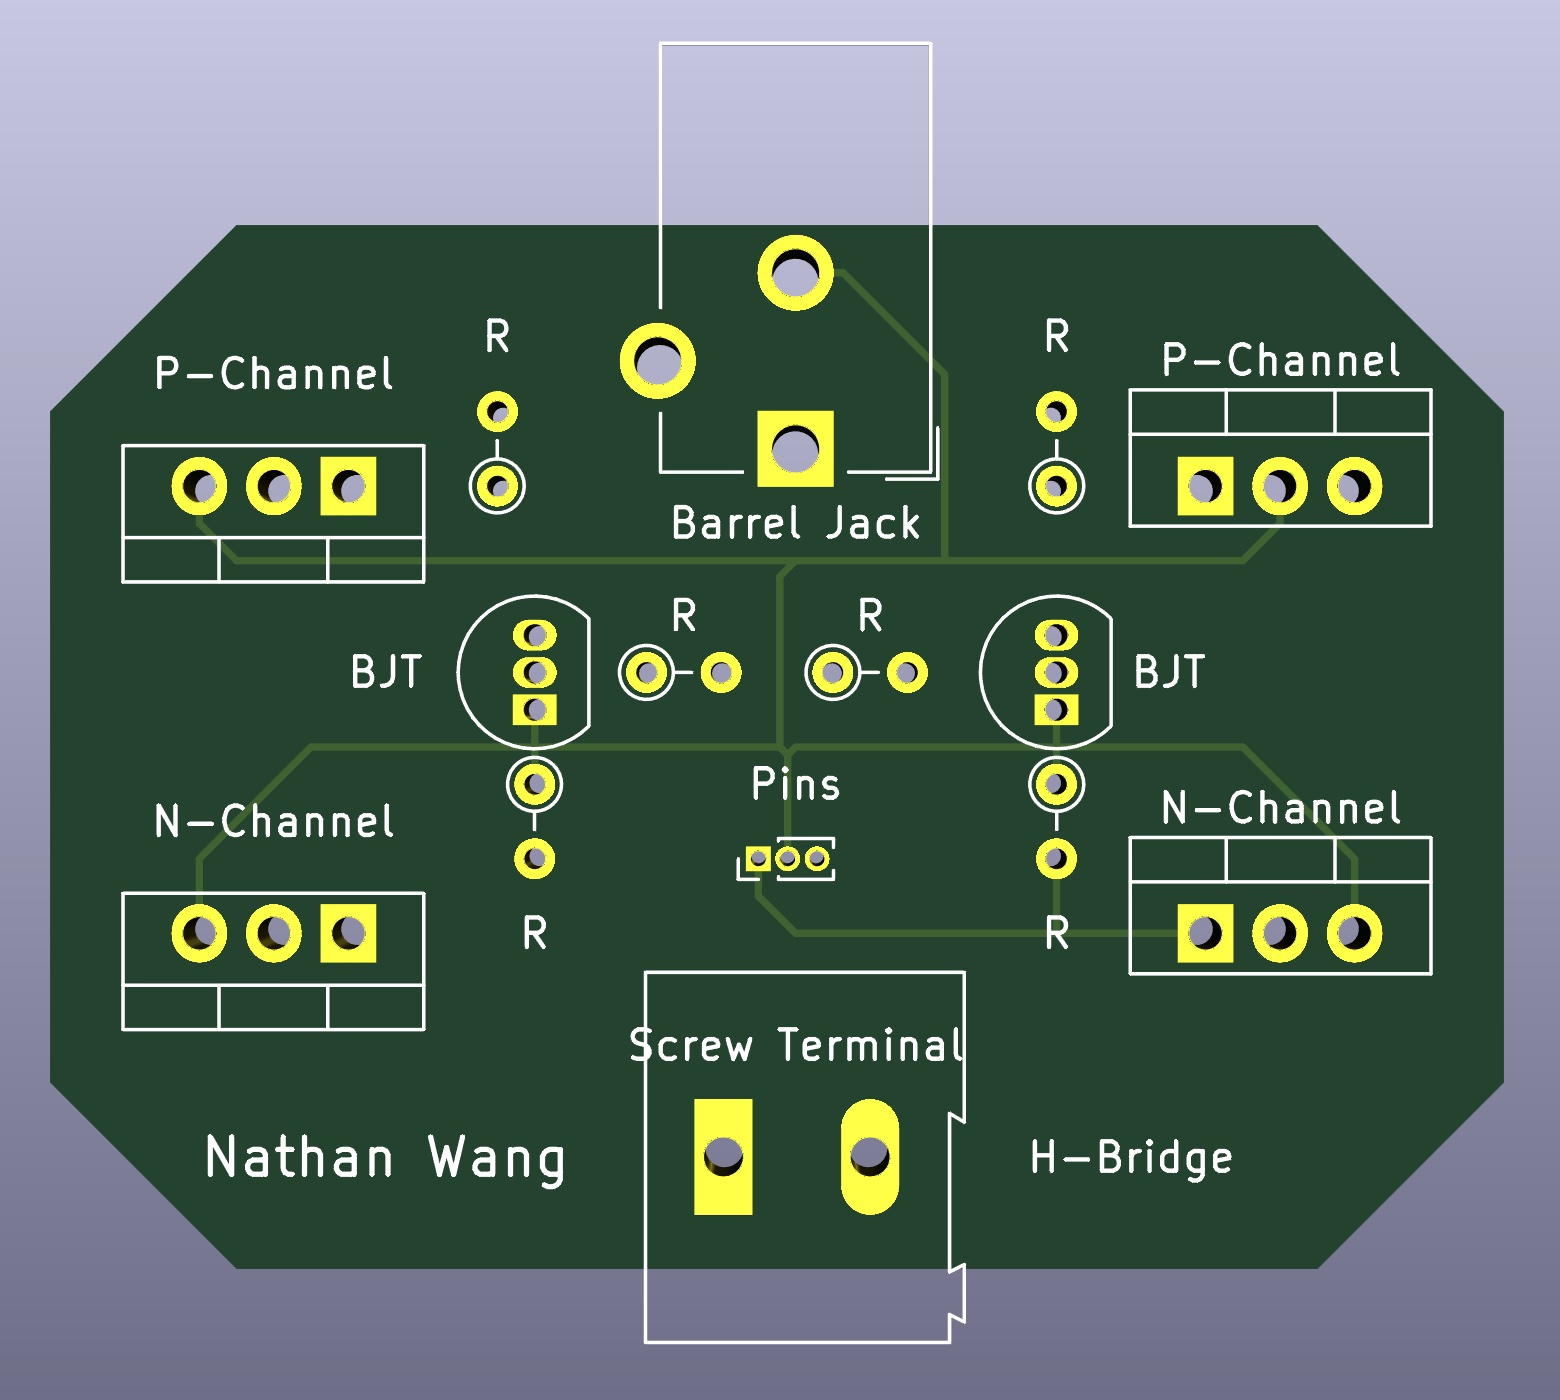 R
R
P-Channel
P-Channel
Barrel Jack
R
R
BJT
BJT
Pins
N-Channel
N-Channel
R
R
Screw Terminal
Nathan Wang
H-Bridge